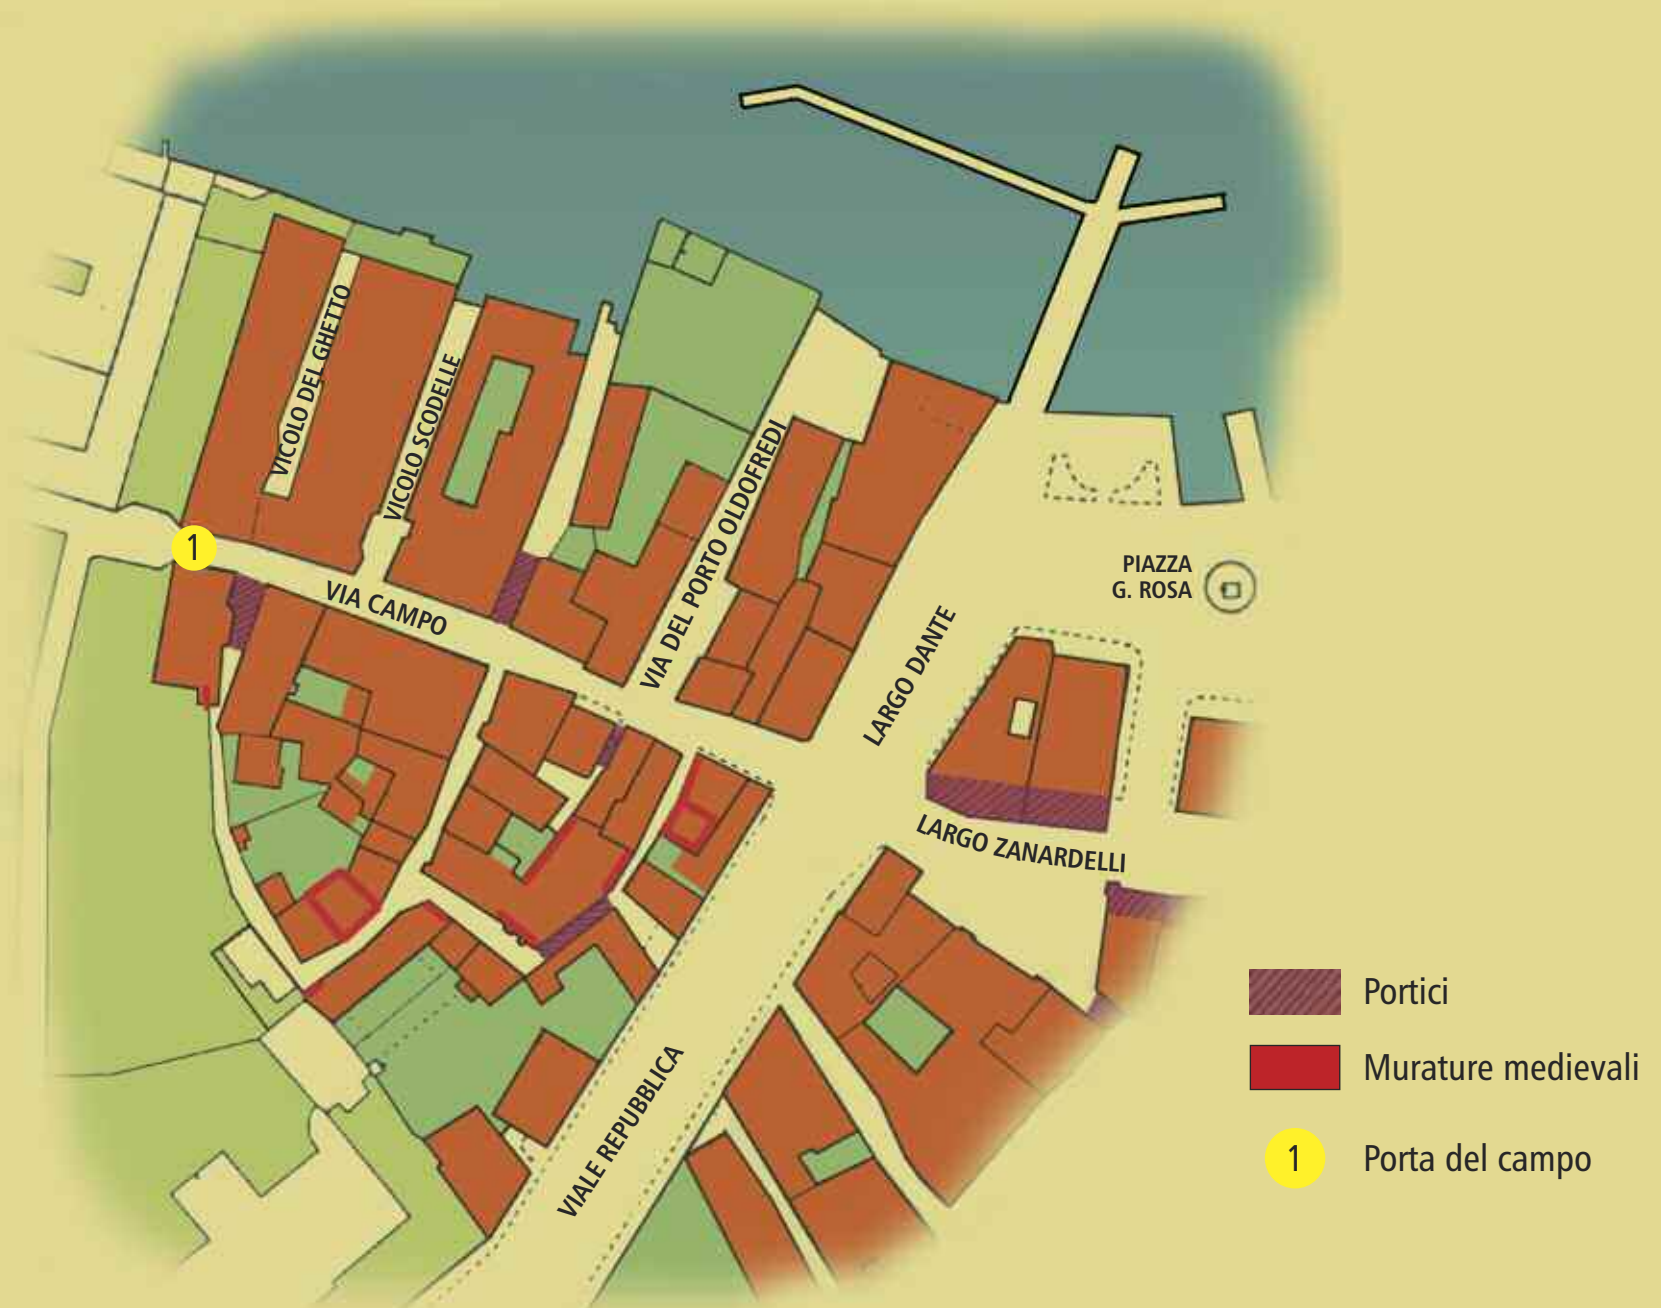 VICOLO DEL GHETTO
VICOLO SCODELLE
VIA DEL PORTO OLDOFREDI
1
VIA CAMPO
PIAZZA
G. ROSA
LARGO DANTE
LARGO ZANARDELLI
VIALE REPUBBLICA
Portici
Murature medievali
1 Porta del campo